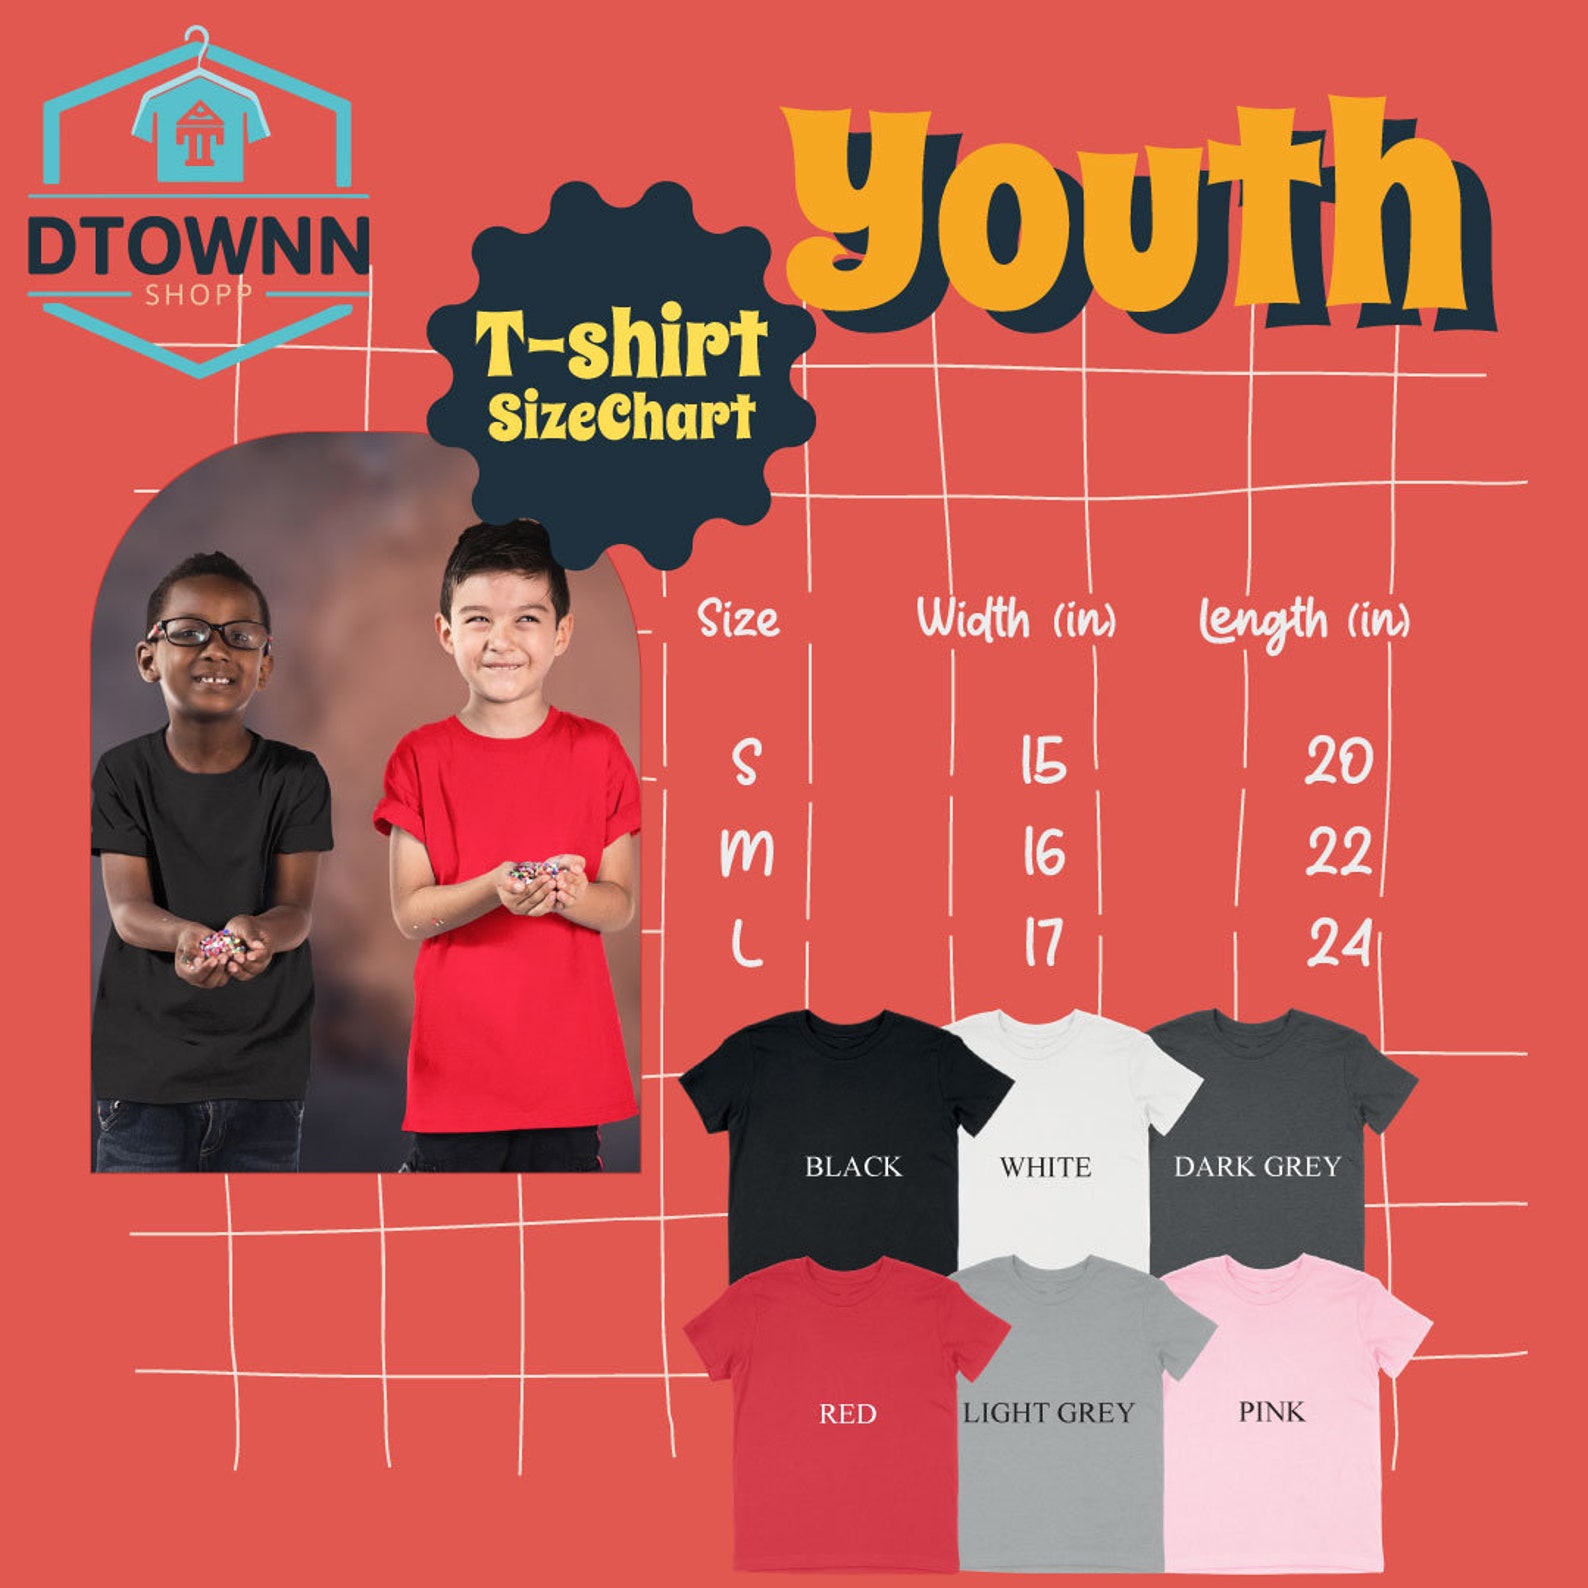 DTOWNN
SHOPP
Youth
T-shirt
SizeChart
Size Width (in) Length (in)
S 15 20
M 16 22
L 17 24
BLACK WHITE DARK GREY
RED LIGHT GREY PINK